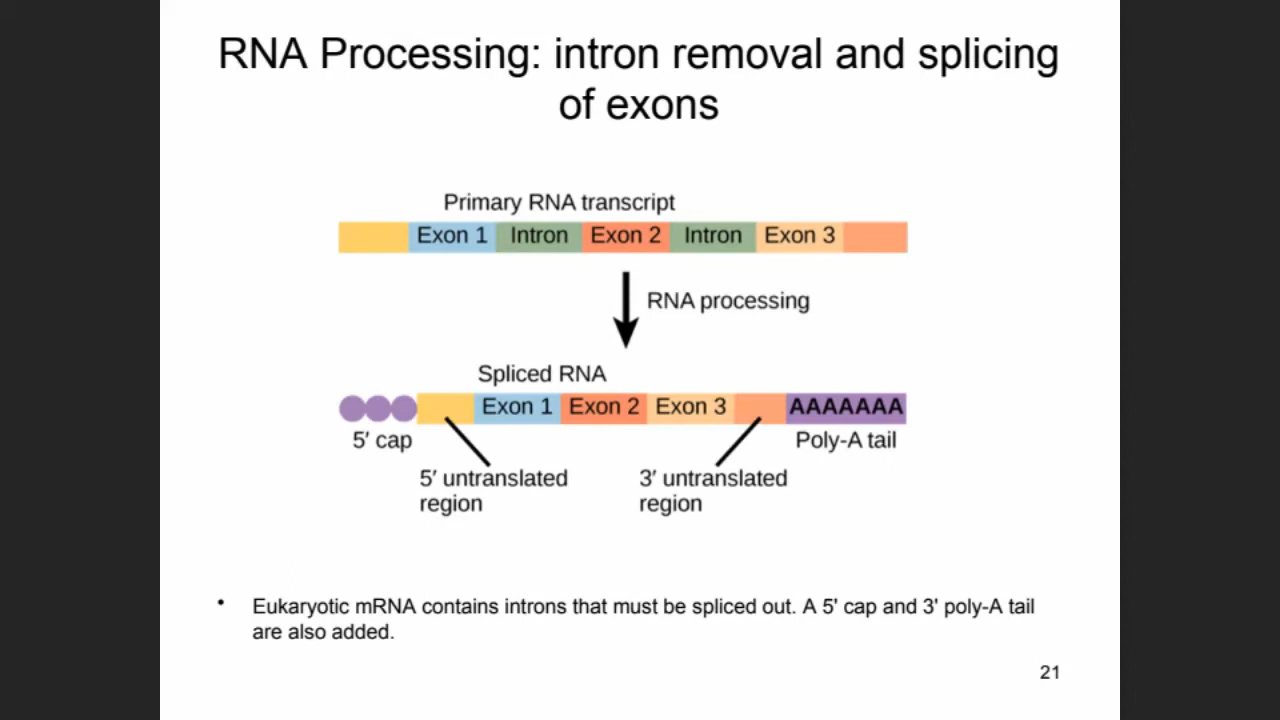 RNA Processing: intron removal and splicing
of exons
Primary RNA transcript
Exon 1 Intron Exon 2 Intron Exon 3
RNA processing
Spliced RNA
Exon 1 Exon 2 Exon 3 AAAAAAA
5′ cap
Poly-A tail
5′ untranslated
region
3′ untranslated
region
• Eukaryotic mRNA contains introns that must be spliced out. A 5' cap and 3' poly-A tail
are also added.
21